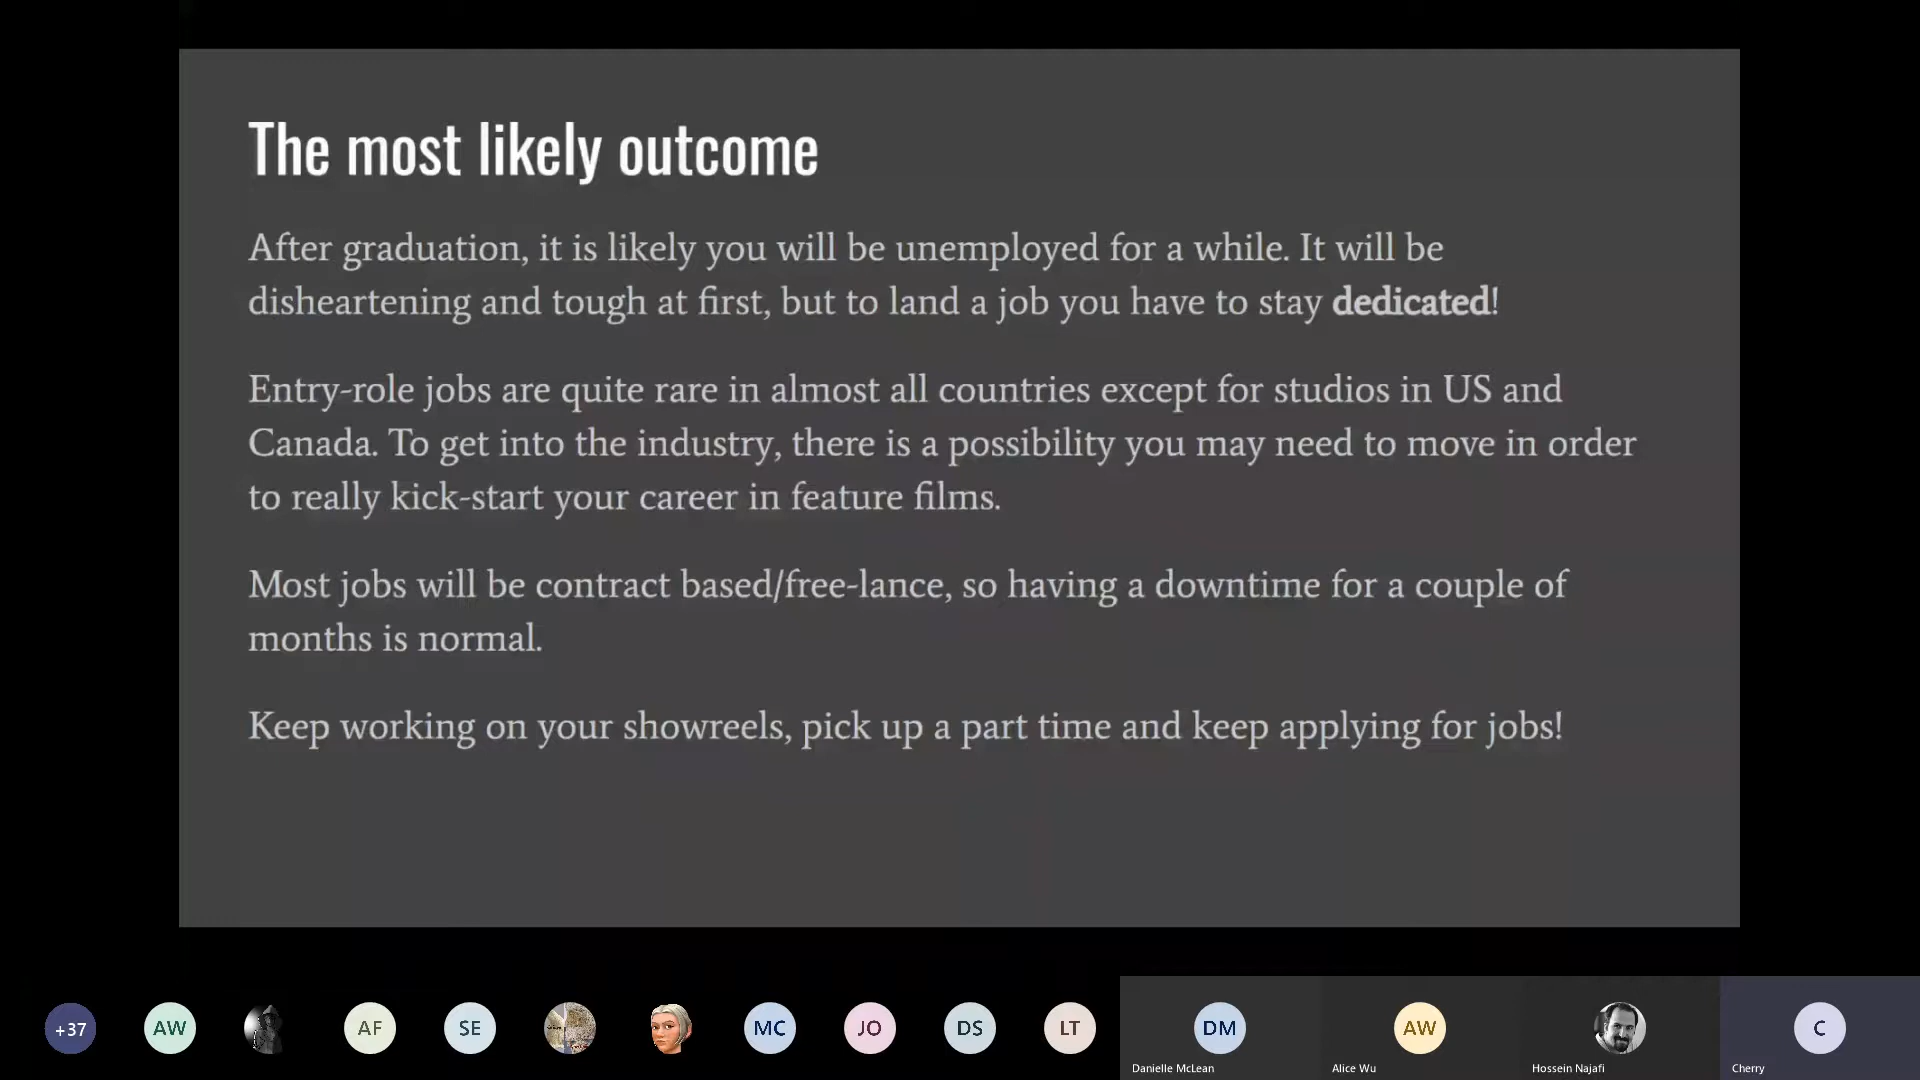 The most likely outcome
After graduation, it is likely you will be unemployed for a while. It will be
disheartening and tough at first, but to land a job you have to stay dedicated!
Entry-role jobs are quite rare in almost all countries except for studios in US and
Canada. To get into the industry, there is a possibility you may need to move in order
to really kick-start your career in feature films.
Most jobs will be contract based/free-lance, so having a downtime for a couple of
months is normal.
Keep working on your showreels, pick up a part time and keep applying for jobs!
+37
AW
AF
SE
MC
JO
DS
LT
DM
AW
C
Danielle McLean
Alice Wu
Hossein Najafi
Cherry